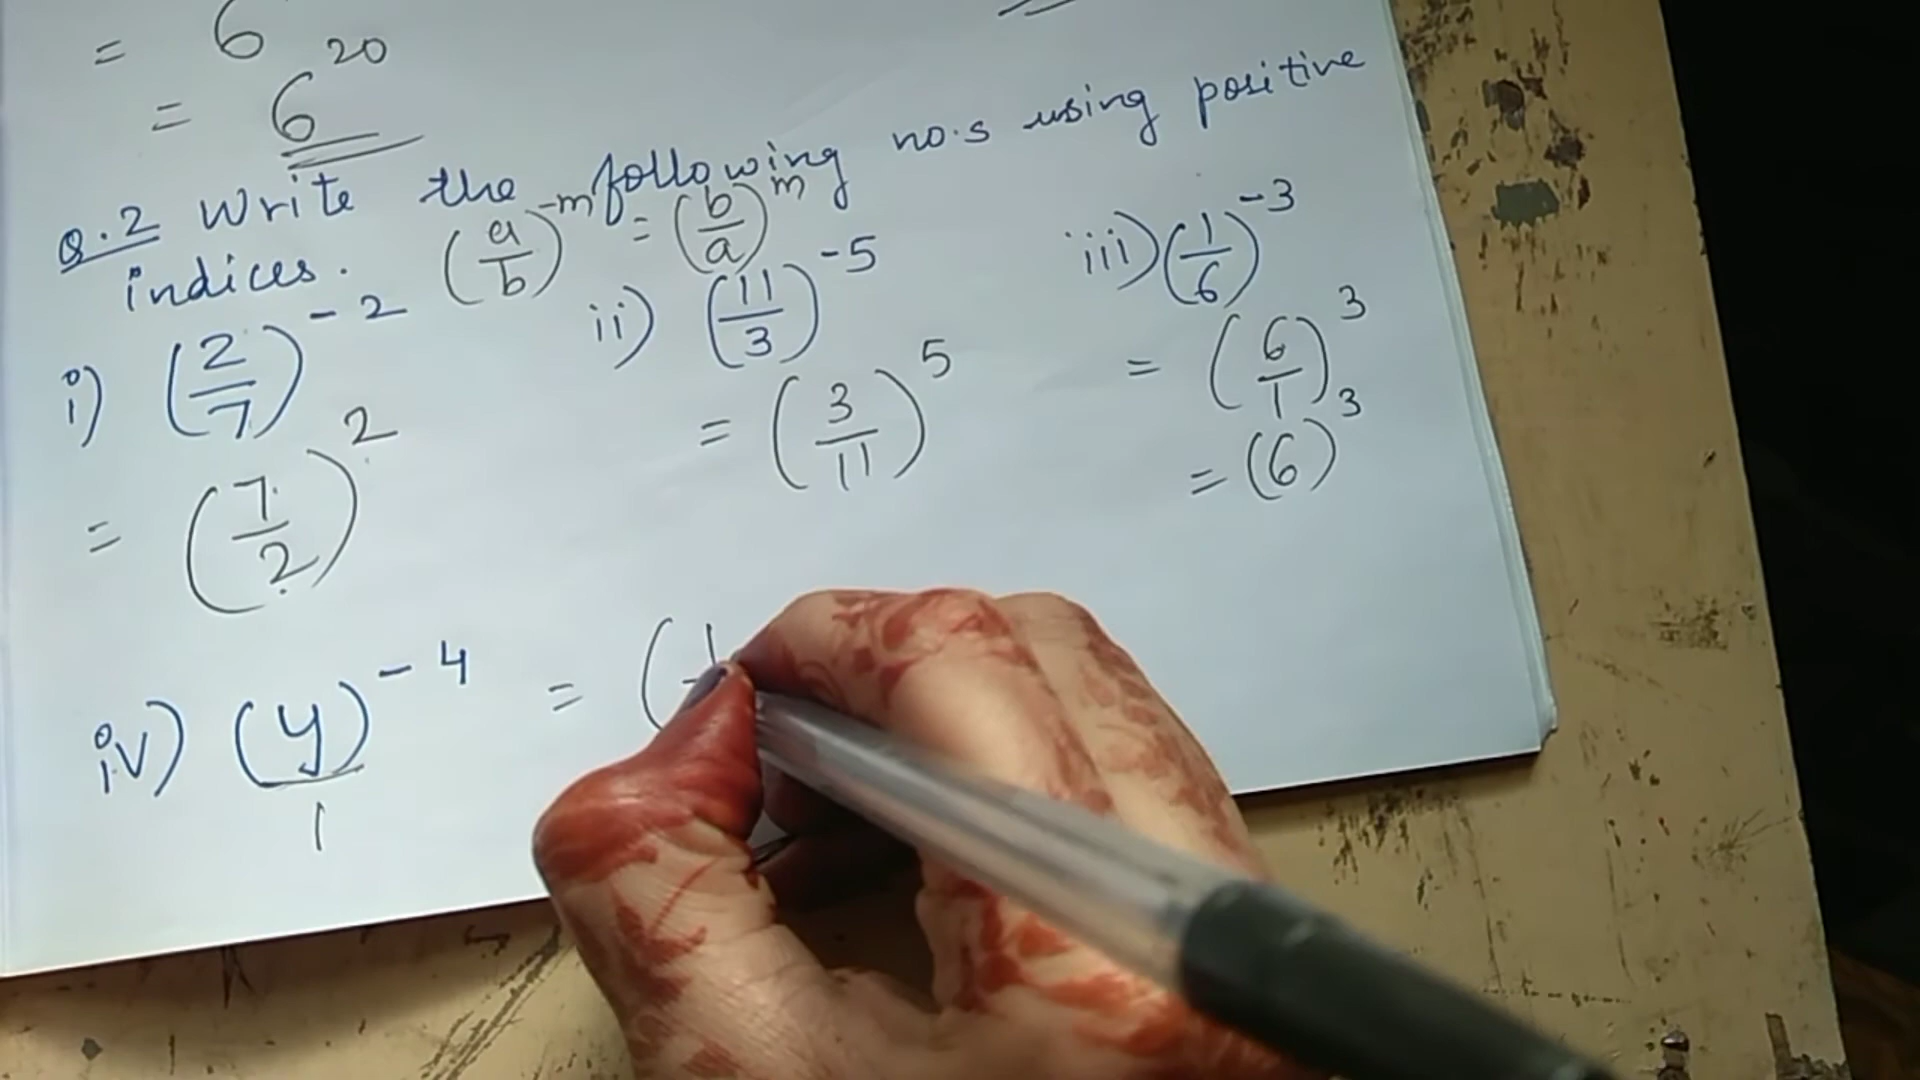 = 6
= 6^20
Q.2 Write the following no.s using positive
indices. (a/b)^-m = (b/a)^m
i) (2/7)^-2 ii) (11/3)^-5 iii) (1/6)^-3
= (7/2)^2 = (3/11)^5 = (6/1)^3
= (6)^3
iv) (y)/1^-4 = (1